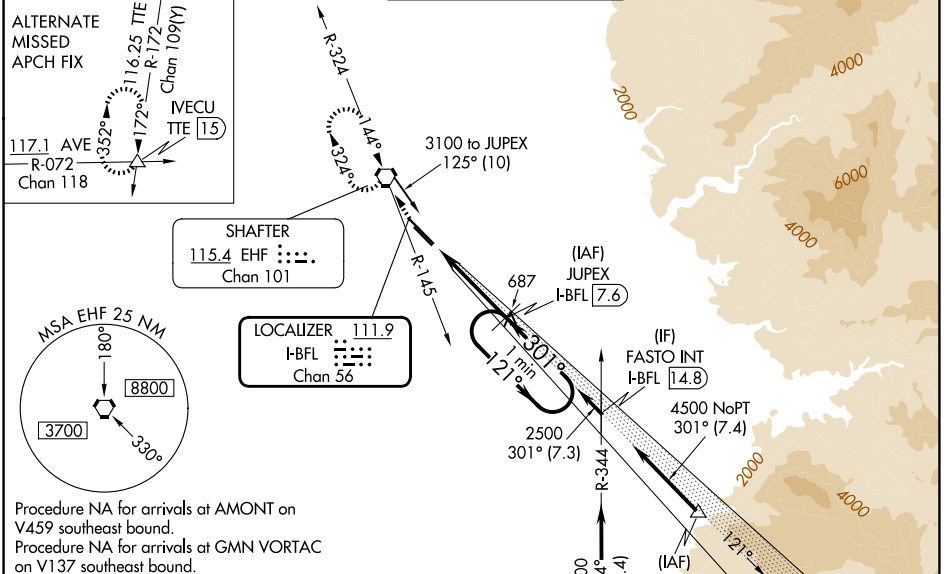 ALTERNATE
MISSED
APCH FIX
116.25 TTE
R-172
Chan 109(Y)
352°
172°
IVECU
TTE 15
117.1 AVE
R-072
Chan 118
R-324
144°
324°
3100 to JUPEX
125° (10)
SHAFTER
115.4 EHF
Chan 101
R-145
LOCALIZER 111.9
I-BFL
Chan 56
687
(IAF)
JUPEX
I-BFL 7.6
301°
1 min
121°
(IF)
FASTO INT
I-BFL 14.8
2500
301° (7.3)
4500 NoPT
301° (7.4)
R-344
(IAF)
121°
2000
4000
6000
4000
2000
4000
MSA EHF 25 NM
180°
8800
3700
330°
Procedure NA for arrivals at AMONT on
V459 southeast bound.
Procedure NA for arrivals at GMN VORTAC
on V137 southeast bound.